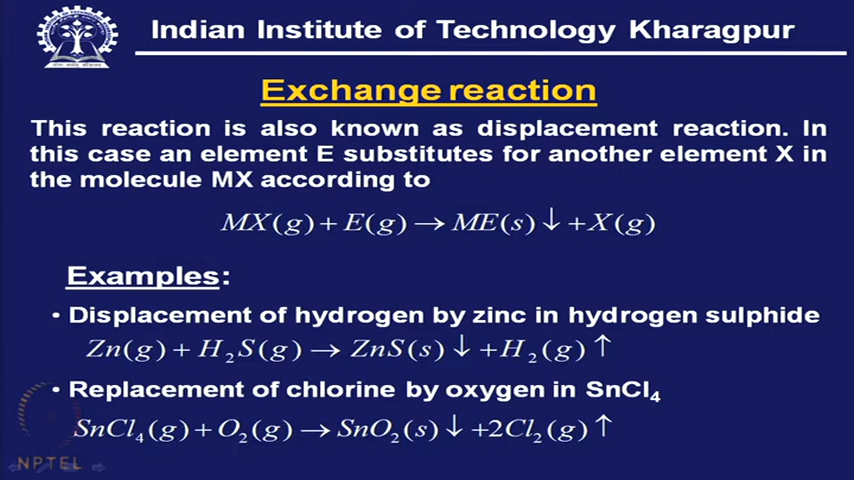 Indian Institute of Technology Kharagpur
Exchange reaction
This reaction is also known as displacement reaction. In
this case an element E substitutes for another element X in
the molecule MX according to
MX(g) + E(g) → ME(s) ↓ +X(g)
Examples:
• Displacement of hydrogen by zinc in hydrogen sulphide
Zn(g) + H₂S(g) → ZnS(s) ↓ +H₂(g) ↑
• Replacement of chlorine by oxygen in SnCl₄
SnCl₄(g) + O₂(g) → SnO₂(s) ↓ +2Cl₂(g) ↑
NPTEL